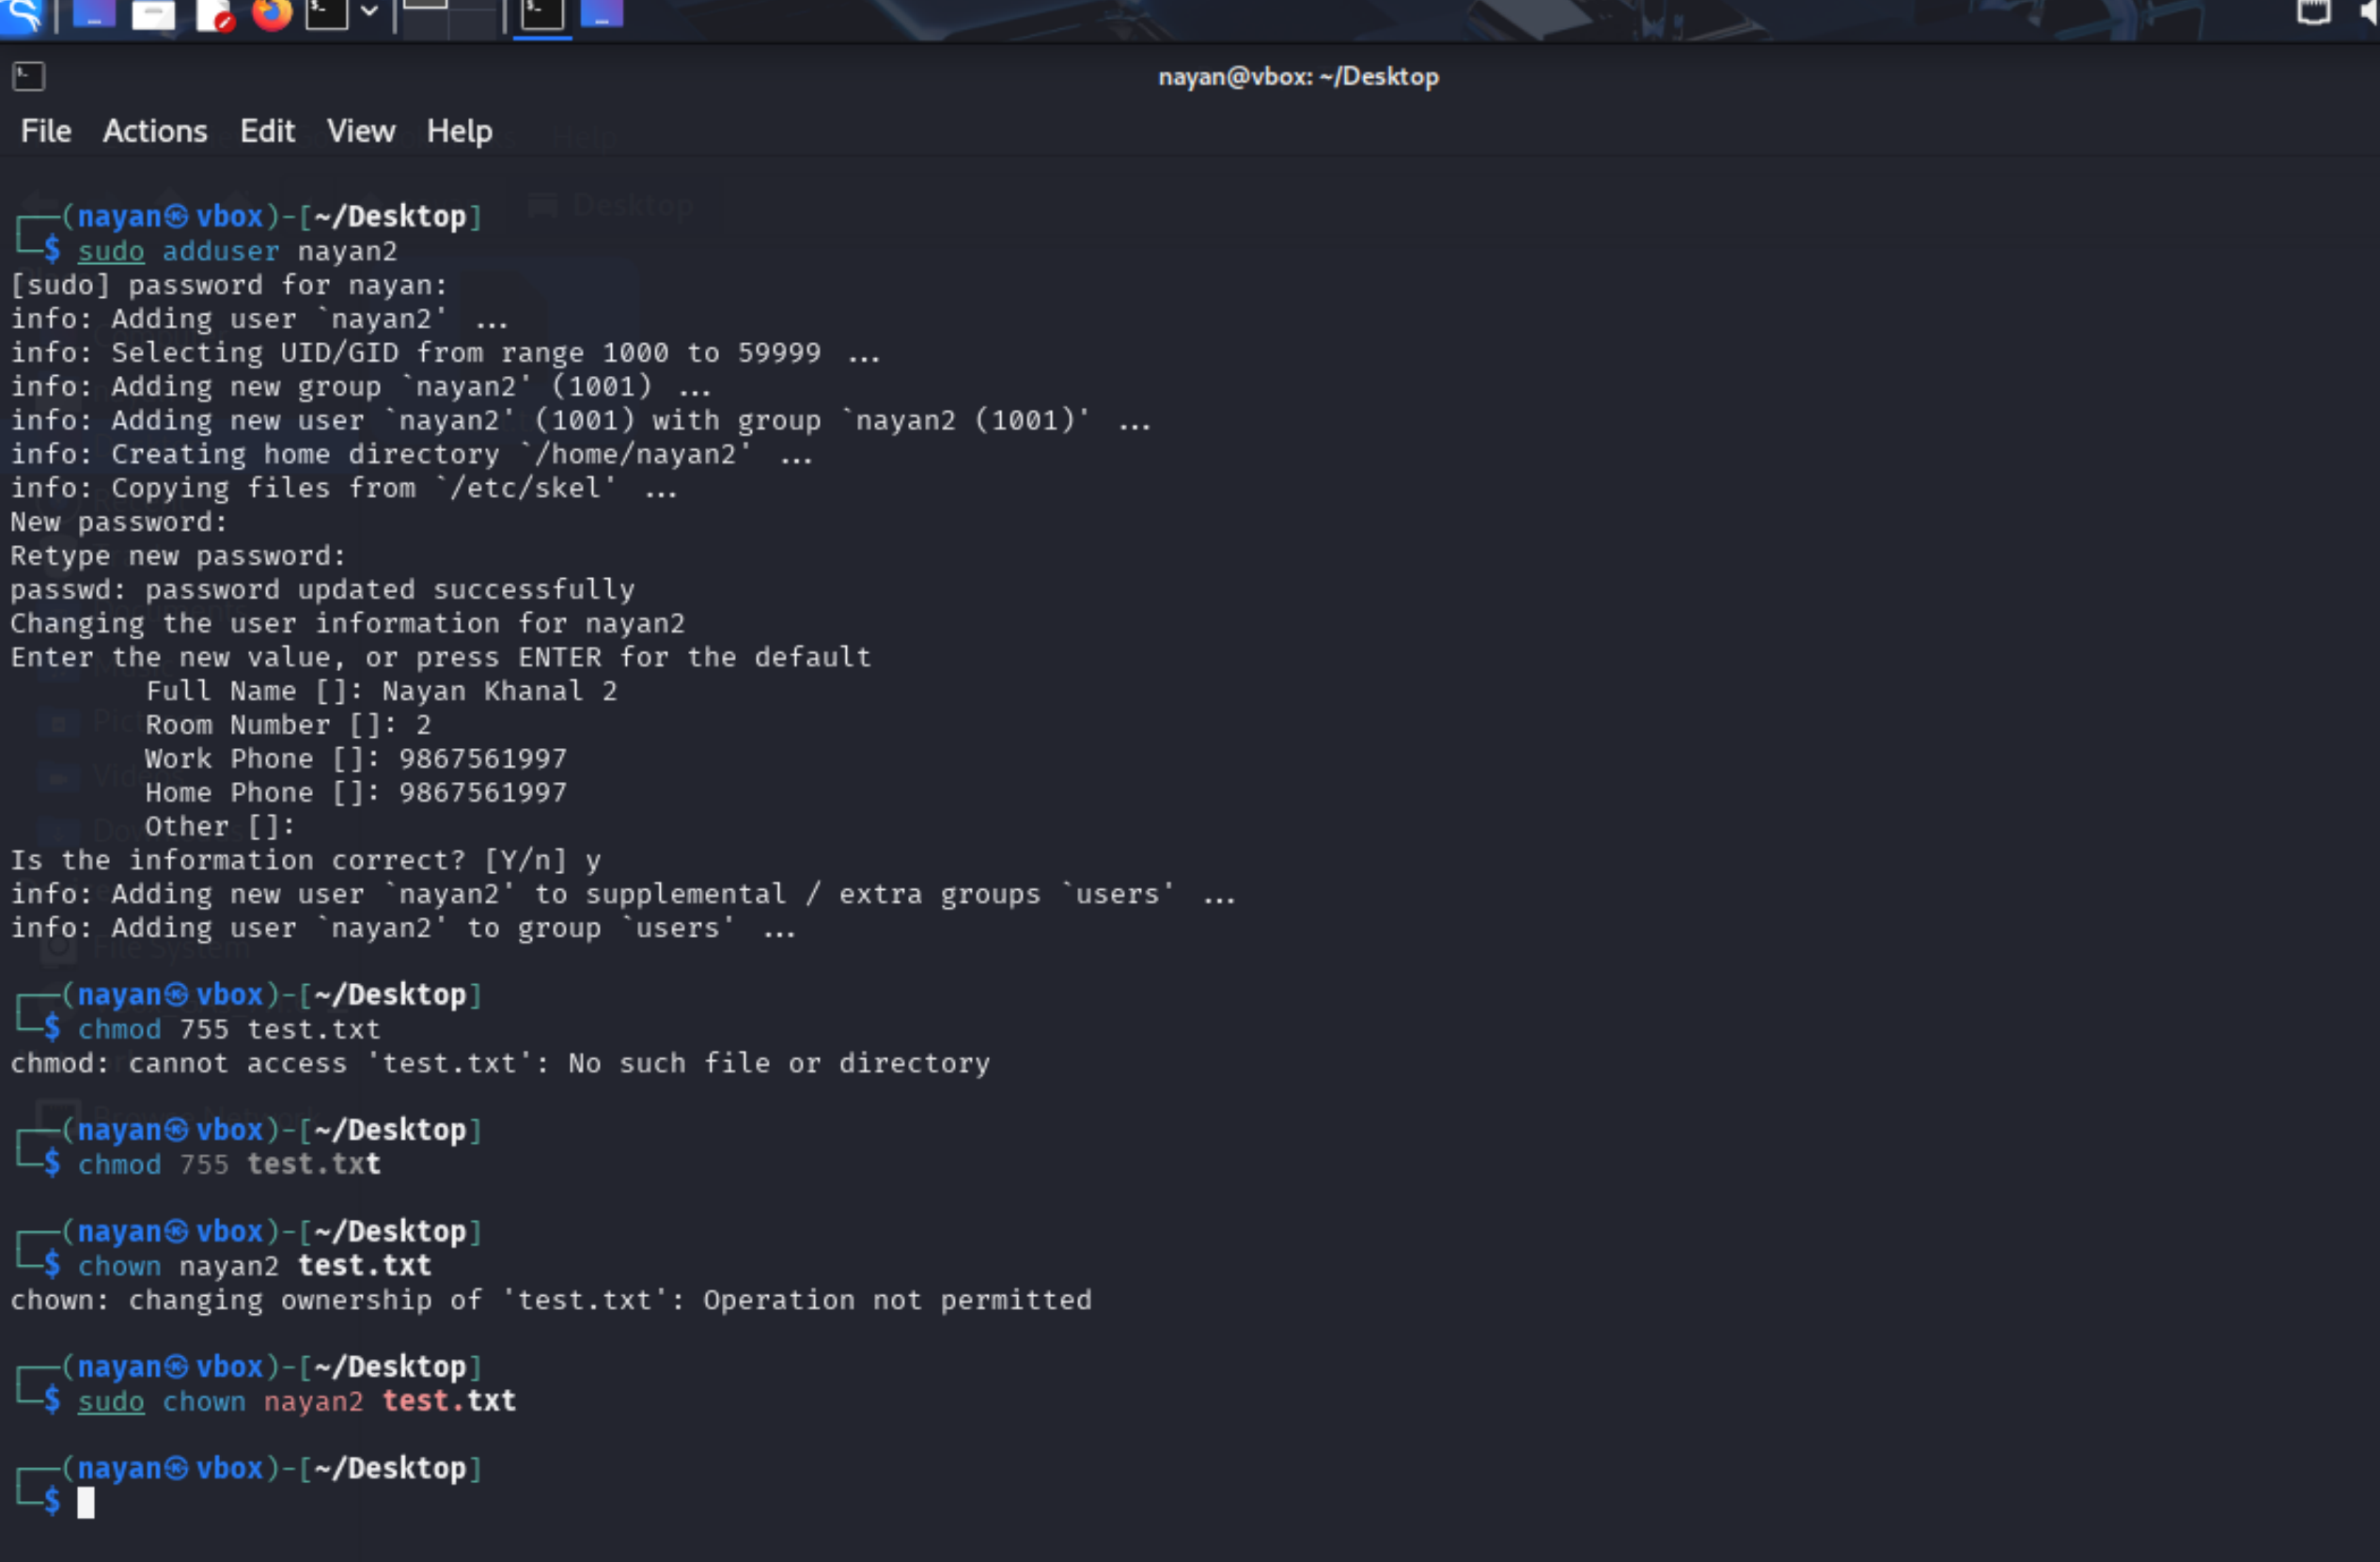 nayan@vbox: ~/Desktop
File Actions Edit View Help
┌──(nayan㉿vbox)-[~/Desktop]
└─$ sudo adduser nayan2
[sudo] password for nayan:
info: Adding user `nayan2' ...
info: Selecting UID/GID from range 1000 to 59999 ...
info: Adding new group `nayan2' (1001) ...
info: Adding new user `nayan2' (1001) with group `nayan2 (1001)' ...
info: Creating home directory `/home/nayan2' ...
info: Copying files from `/etc/skel' ...
New password:
Retype new password:
passwd: password updated successfully
Changing the user information for nayan2
Enter the new value, or press ENTER for the default
Full Name []: Nayan Khanal 2
Room Number []: 2
Work Phone []: 9867561997
Home Phone []: 9867561997
Other []:
Is the information correct? [Y/n] y
info: Adding new user `nayan2' to supplemental / extra groups `users' ...
info: Adding user `nayan2' to group `users' ...
┌──(nayan㉿vbox)-[~/Desktop]
└─$ chmod 755 test.txt
chmod: cannot access 'test.txt': No such file or directory
┌──(nayan㉿vbox)-[~/Desktop]
└─$ chmod 755 test.txt
┌──(nayan㉿vbox)-[~/Desktop]
└─$ chown nayan2 test.txt
chown: changing ownership of 'test.txt': Operation not permitted
┌──(nayan㉿vbox)-[~/Desktop]
└─$ sudo chown nayan2 test.txt
┌──(nayan㉿vbox)-[~/Desktop]
└─$